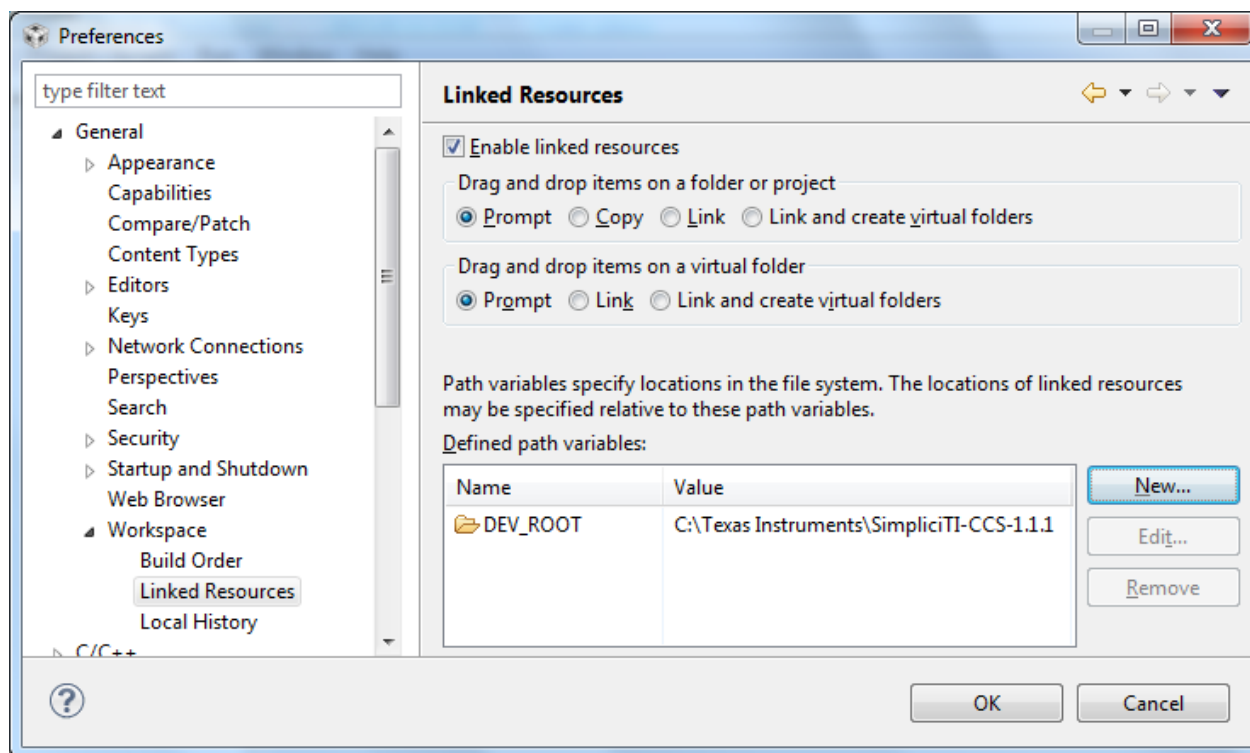 Preferences
type filter text
General
Appearance
Capabilities
Compare/Patch
Content Types
Editors
Keys
Network Connections
Perspectives
Search
Security
Startup and Shutdown
Web Browser
Workspace
Build Order
Linked Resources
Local History
C/C++
Linked Resources
Enable linked resources
Drag and drop items on a folder or project
Prompt Copy Link Link and create virtual folders
Drag and drop items on a virtual folder
Prompt Link Link and create virtual folders
Path variables specify locations in the file system. The locations of linked resources
may be specified relative to these path variables.
Defined path variables:
Name Value
DEV_ROOT C:\Texas Instruments\SimpliciTI-CCS-1.1.1
New...
Edit...
Remove
?
OK Cancel